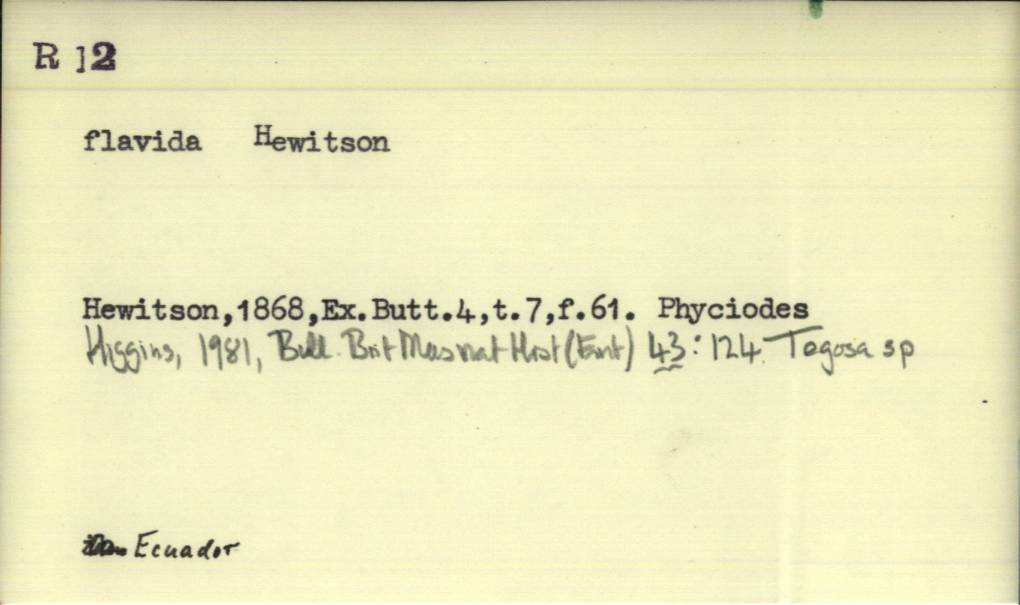 R 12
flavida Hewitson
Hewitson,1868,Ex.Butt.4,t.7,f.61. Phyciodes
Higgins, 1981, Bull. Brit Mus nat Hist (Ent) 43: 124. Tegosa sp
Ecuador